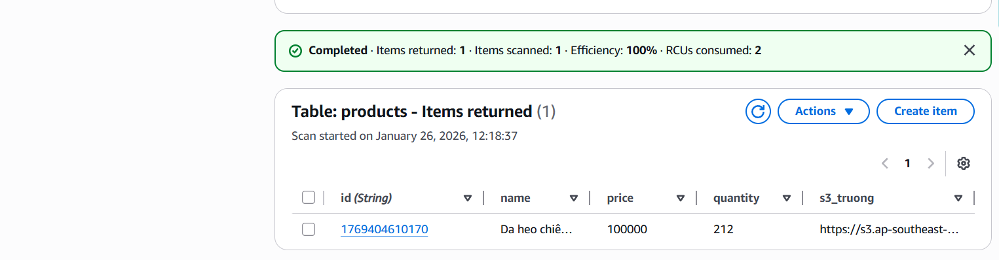 Completed · Items returned: 1 · Items scanned: 1 · Efficiency: 100% · RCUs consumed: 2
Table: products - Items returned (1)
Actions
Create item
Scan started on January 26, 2026, 12:18:37
1
id (String) name price quantity s3_truong
1769404610170 Da heo chiê... 100000 212 https://s3.ap-southeast-...